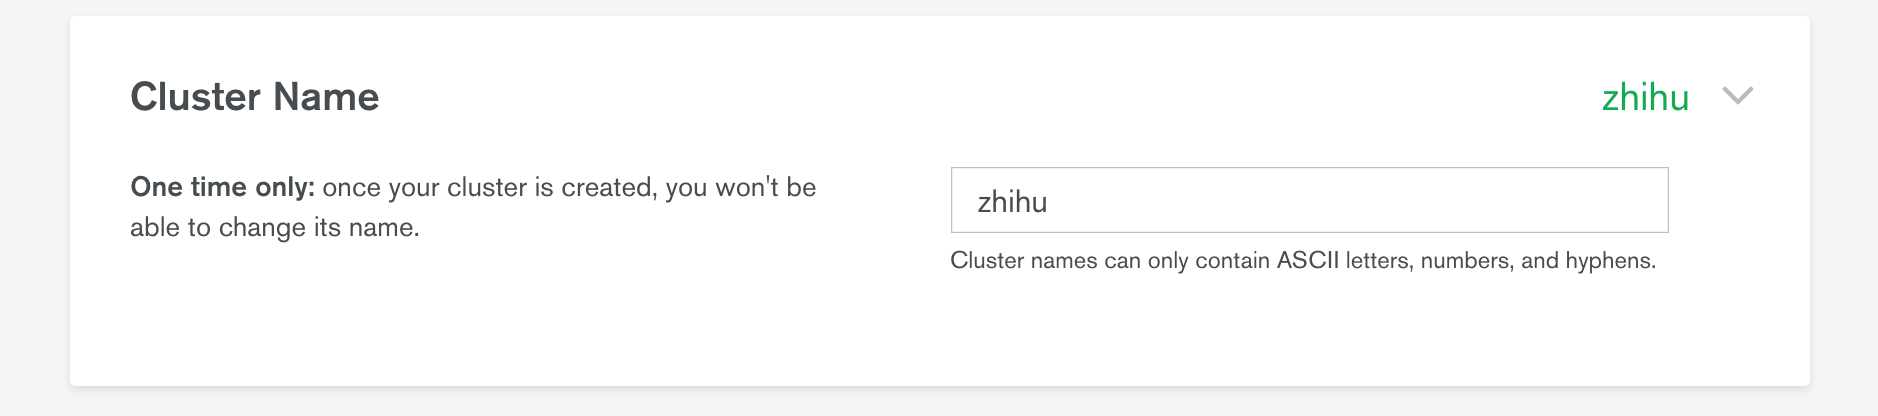 Cluster Name
zhihu
One time only: once your cluster is created, you won't be
able to change its name.
zhihu
Cluster names can only contain ASCII letters, numbers, and hyphens.